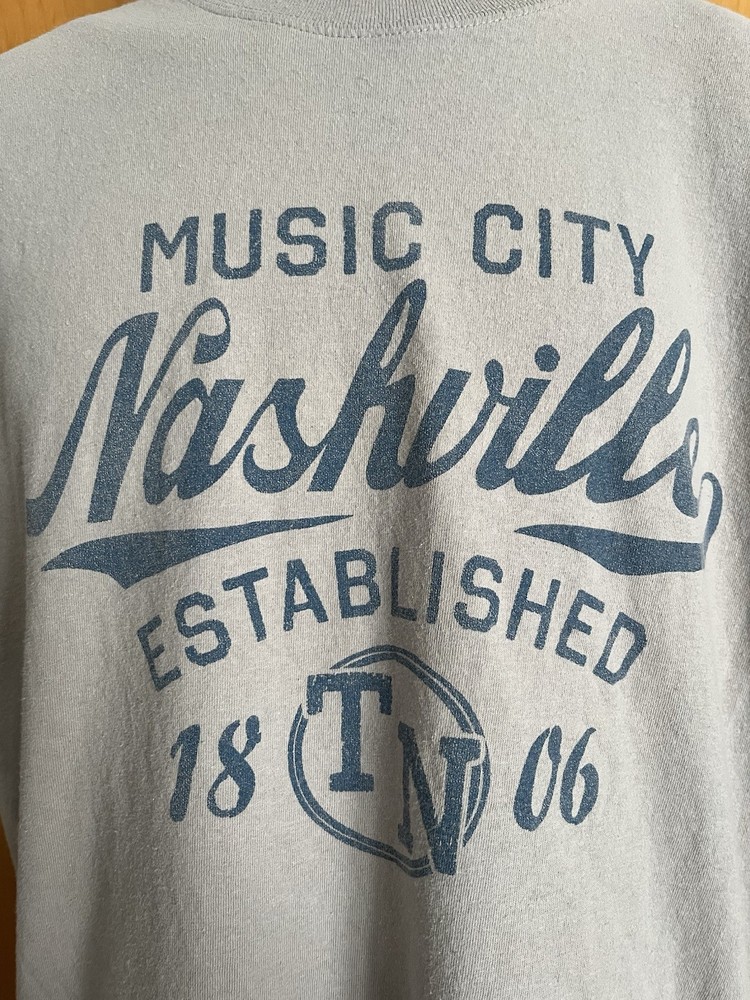 MUSIC CITY
Nashville
ESTABLISHED
18 TN 06